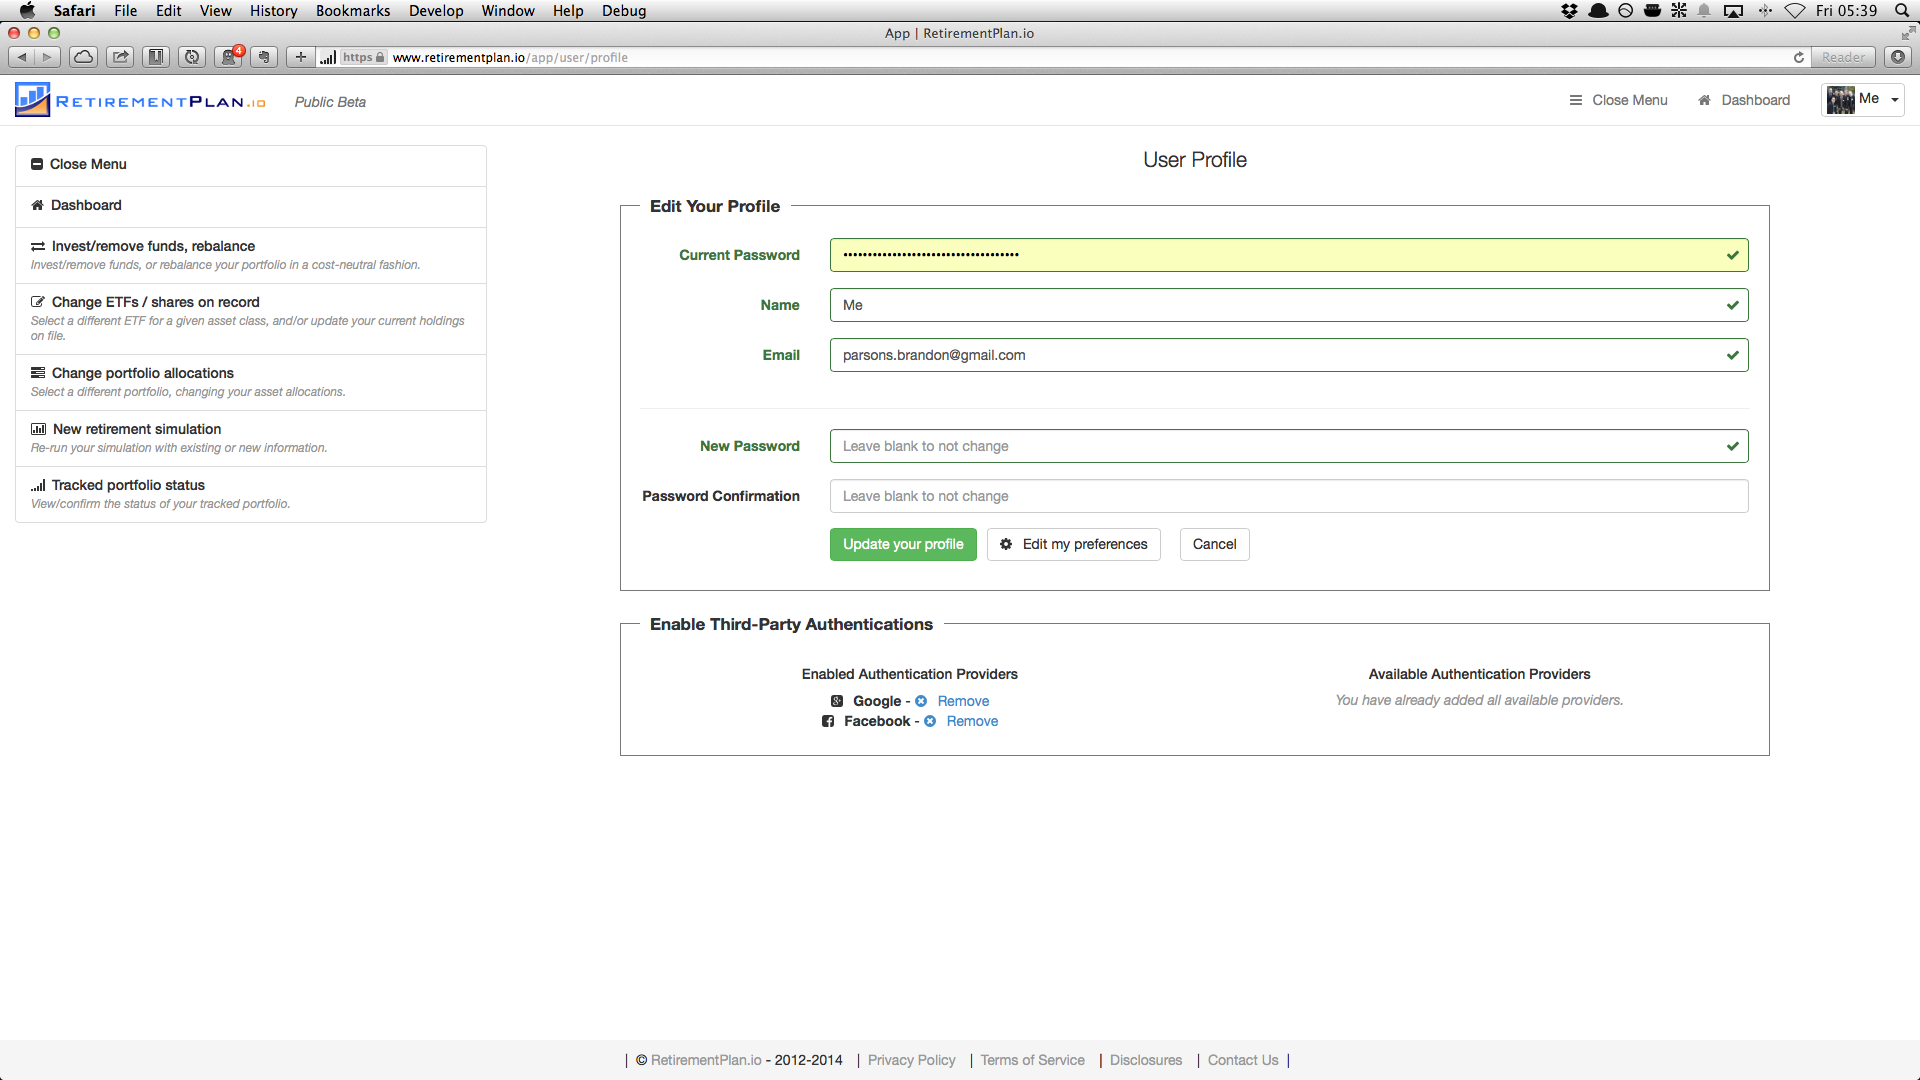 Safari File Edit View History Bookmarks Develop Window Help Debug Fri 05:39
App | RetirementPlan.io
4 https www.retirementplan.io/app/user/profile Reader
RETIREMENTPLAN.IO Public Beta Close Menu Dashboard Me
Close Menu
Dashboard
Invest/remove funds, rebalance
Invest/remove funds, or rebalance your portfolio in a cost-neutral fashion.
Change ETFs / shares on record
Select a different ETF for a given asset class, and/or update your current holdings
on file.
Change portfolio allocations
Select a different portfolio, changing your asset allocations.
New retirement simulation
Re-run your simulation with existing or new information.
Tracked portfolio status
View/confirm the status of your tracked portfolio.
User Profile
Edit Your Profile
Current Password
Name Me
Email parsons.brandon@gmail.com
New Password Leave blank to not change
Password Confirmation Leave blank to not change
Update your profile Edit my preferences Cancel
Enable Third-Party Authentications
Enabled Authentication Providers
Google - Remove
Facebook - Remove
Available Authentication Providers
You have already added all available providers.
| © RetirementPlan.io - 2012-2014 | Privacy Policy | Terms of Service | Disclosures | Contact Us |